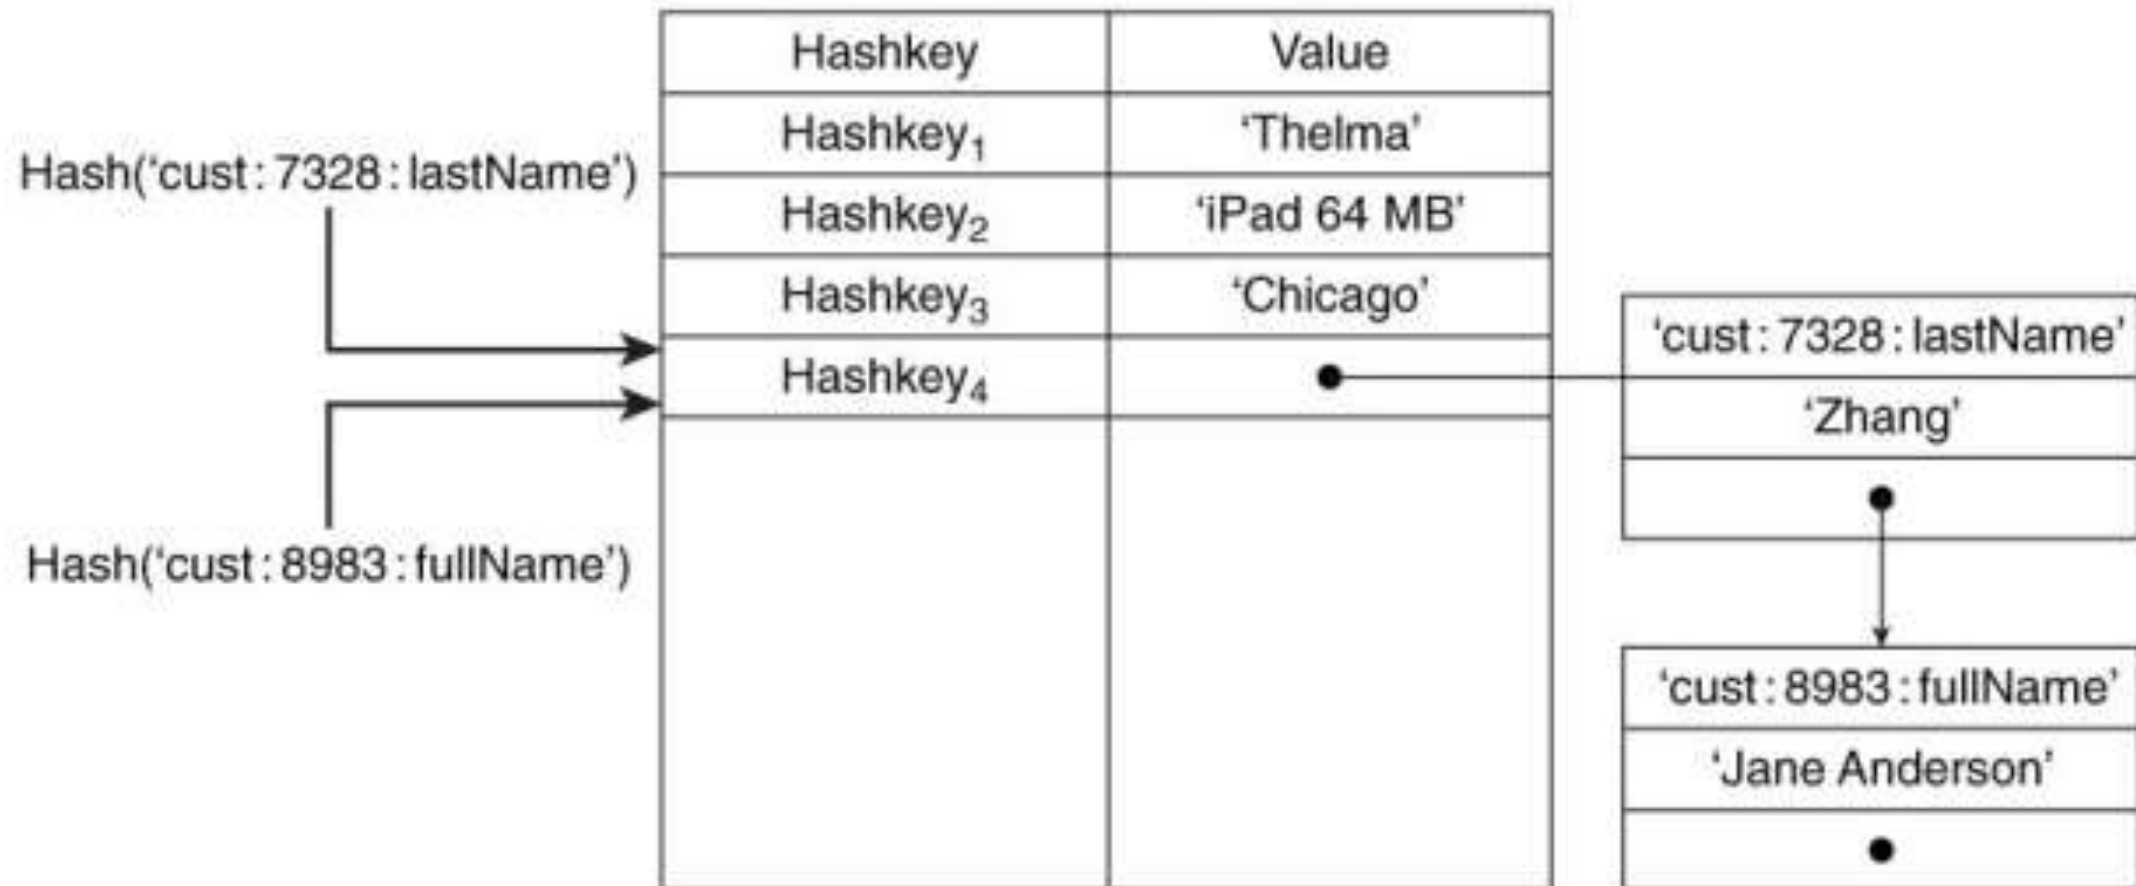 Hashkey Value
Hashkey₁ ‘Thelma’
Hash(‘cust:7328:lastName’)
Hashkey₂ ‘iPad 64 MB’
Hashkey₃ ‘Chicago’
Hashkey₄
‘cust:7328:lastName’
‘Zhang’
Hash(‘cust:8983:fullName’)
‘cust:8983:fullName’
‘Jane Anderson’